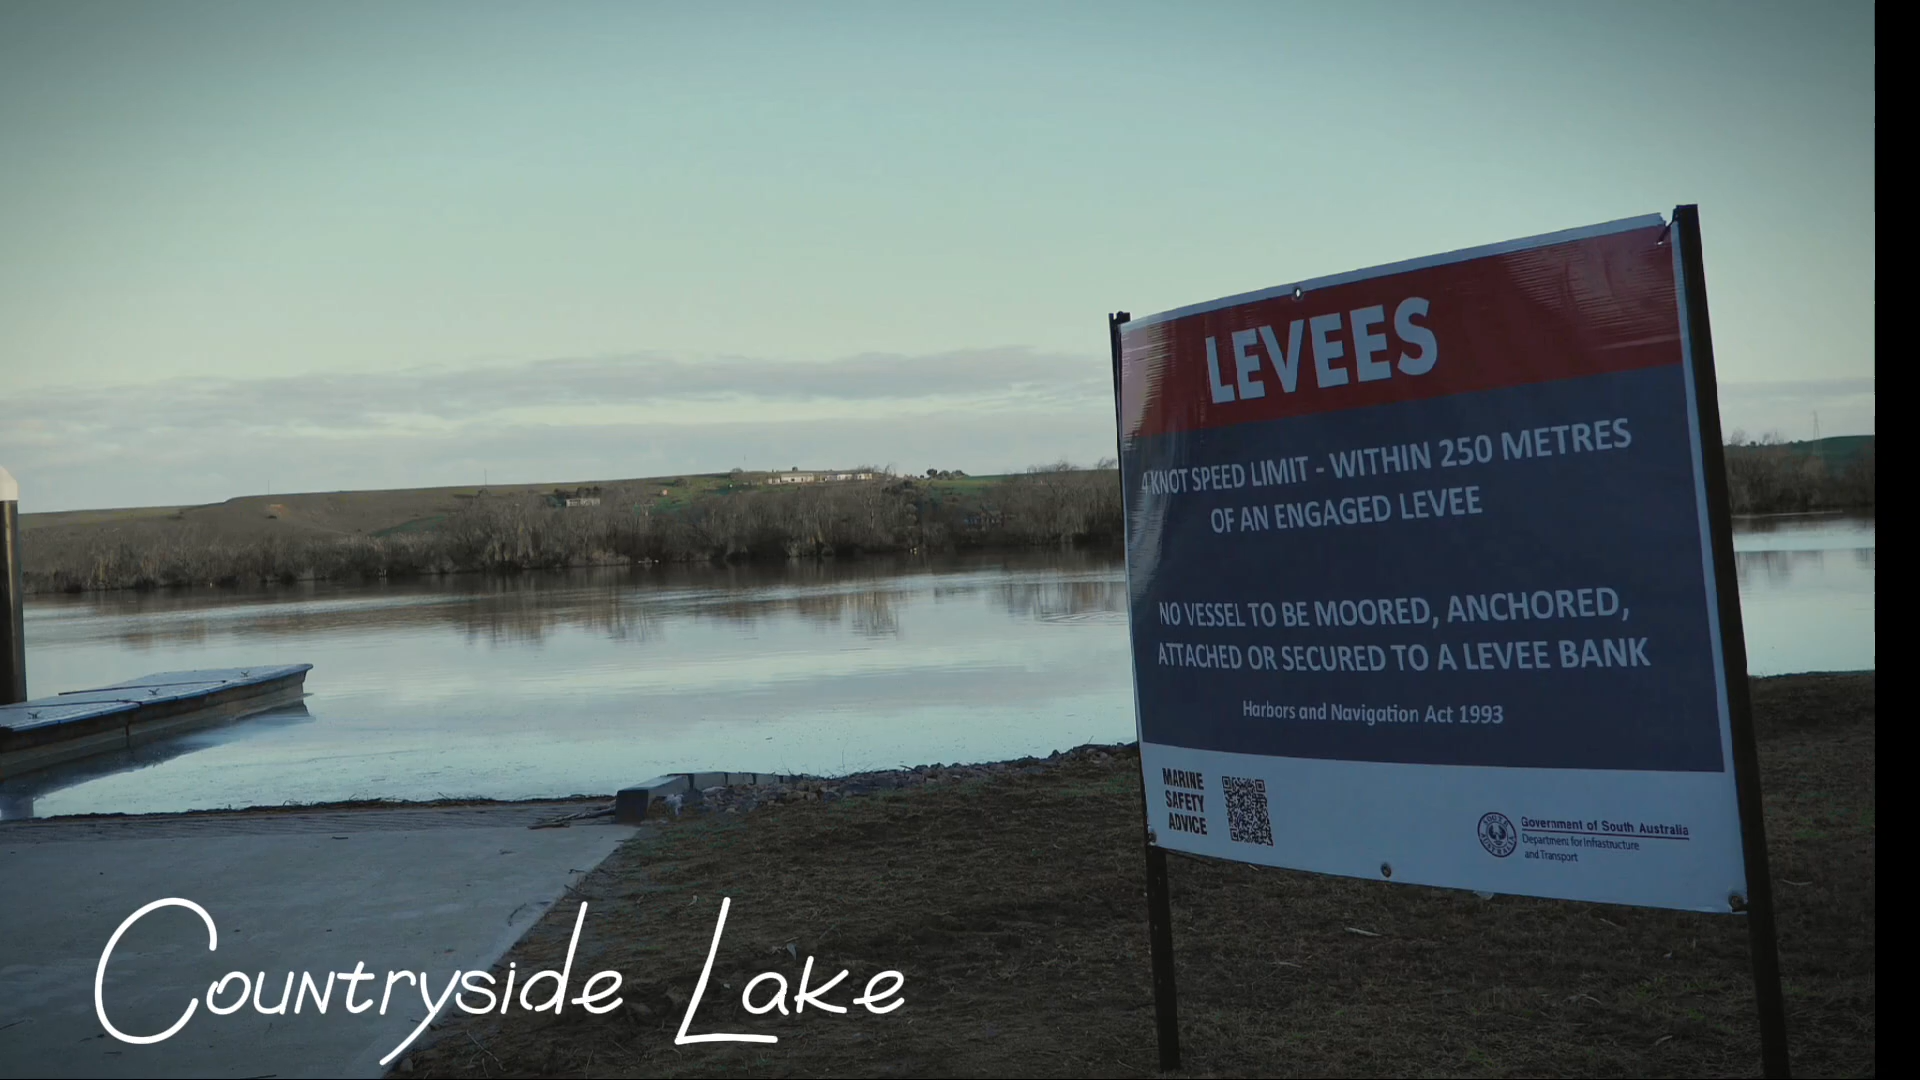 LEVEES
4 KNOT SPEED LIMIT - WITHIN 250 METRES
OF AN ENGAGED LEVEE
NO VESSEL TO BE MOORED, ANCHORED,
ATTACHED OR SECURED TO A LEVEE BANK
Harbors and Navigation Act 1993
MARINE
SAFETY
ADVICE
Government of South Australia
Department for Infrastructure
and Transport
Countryside Lake